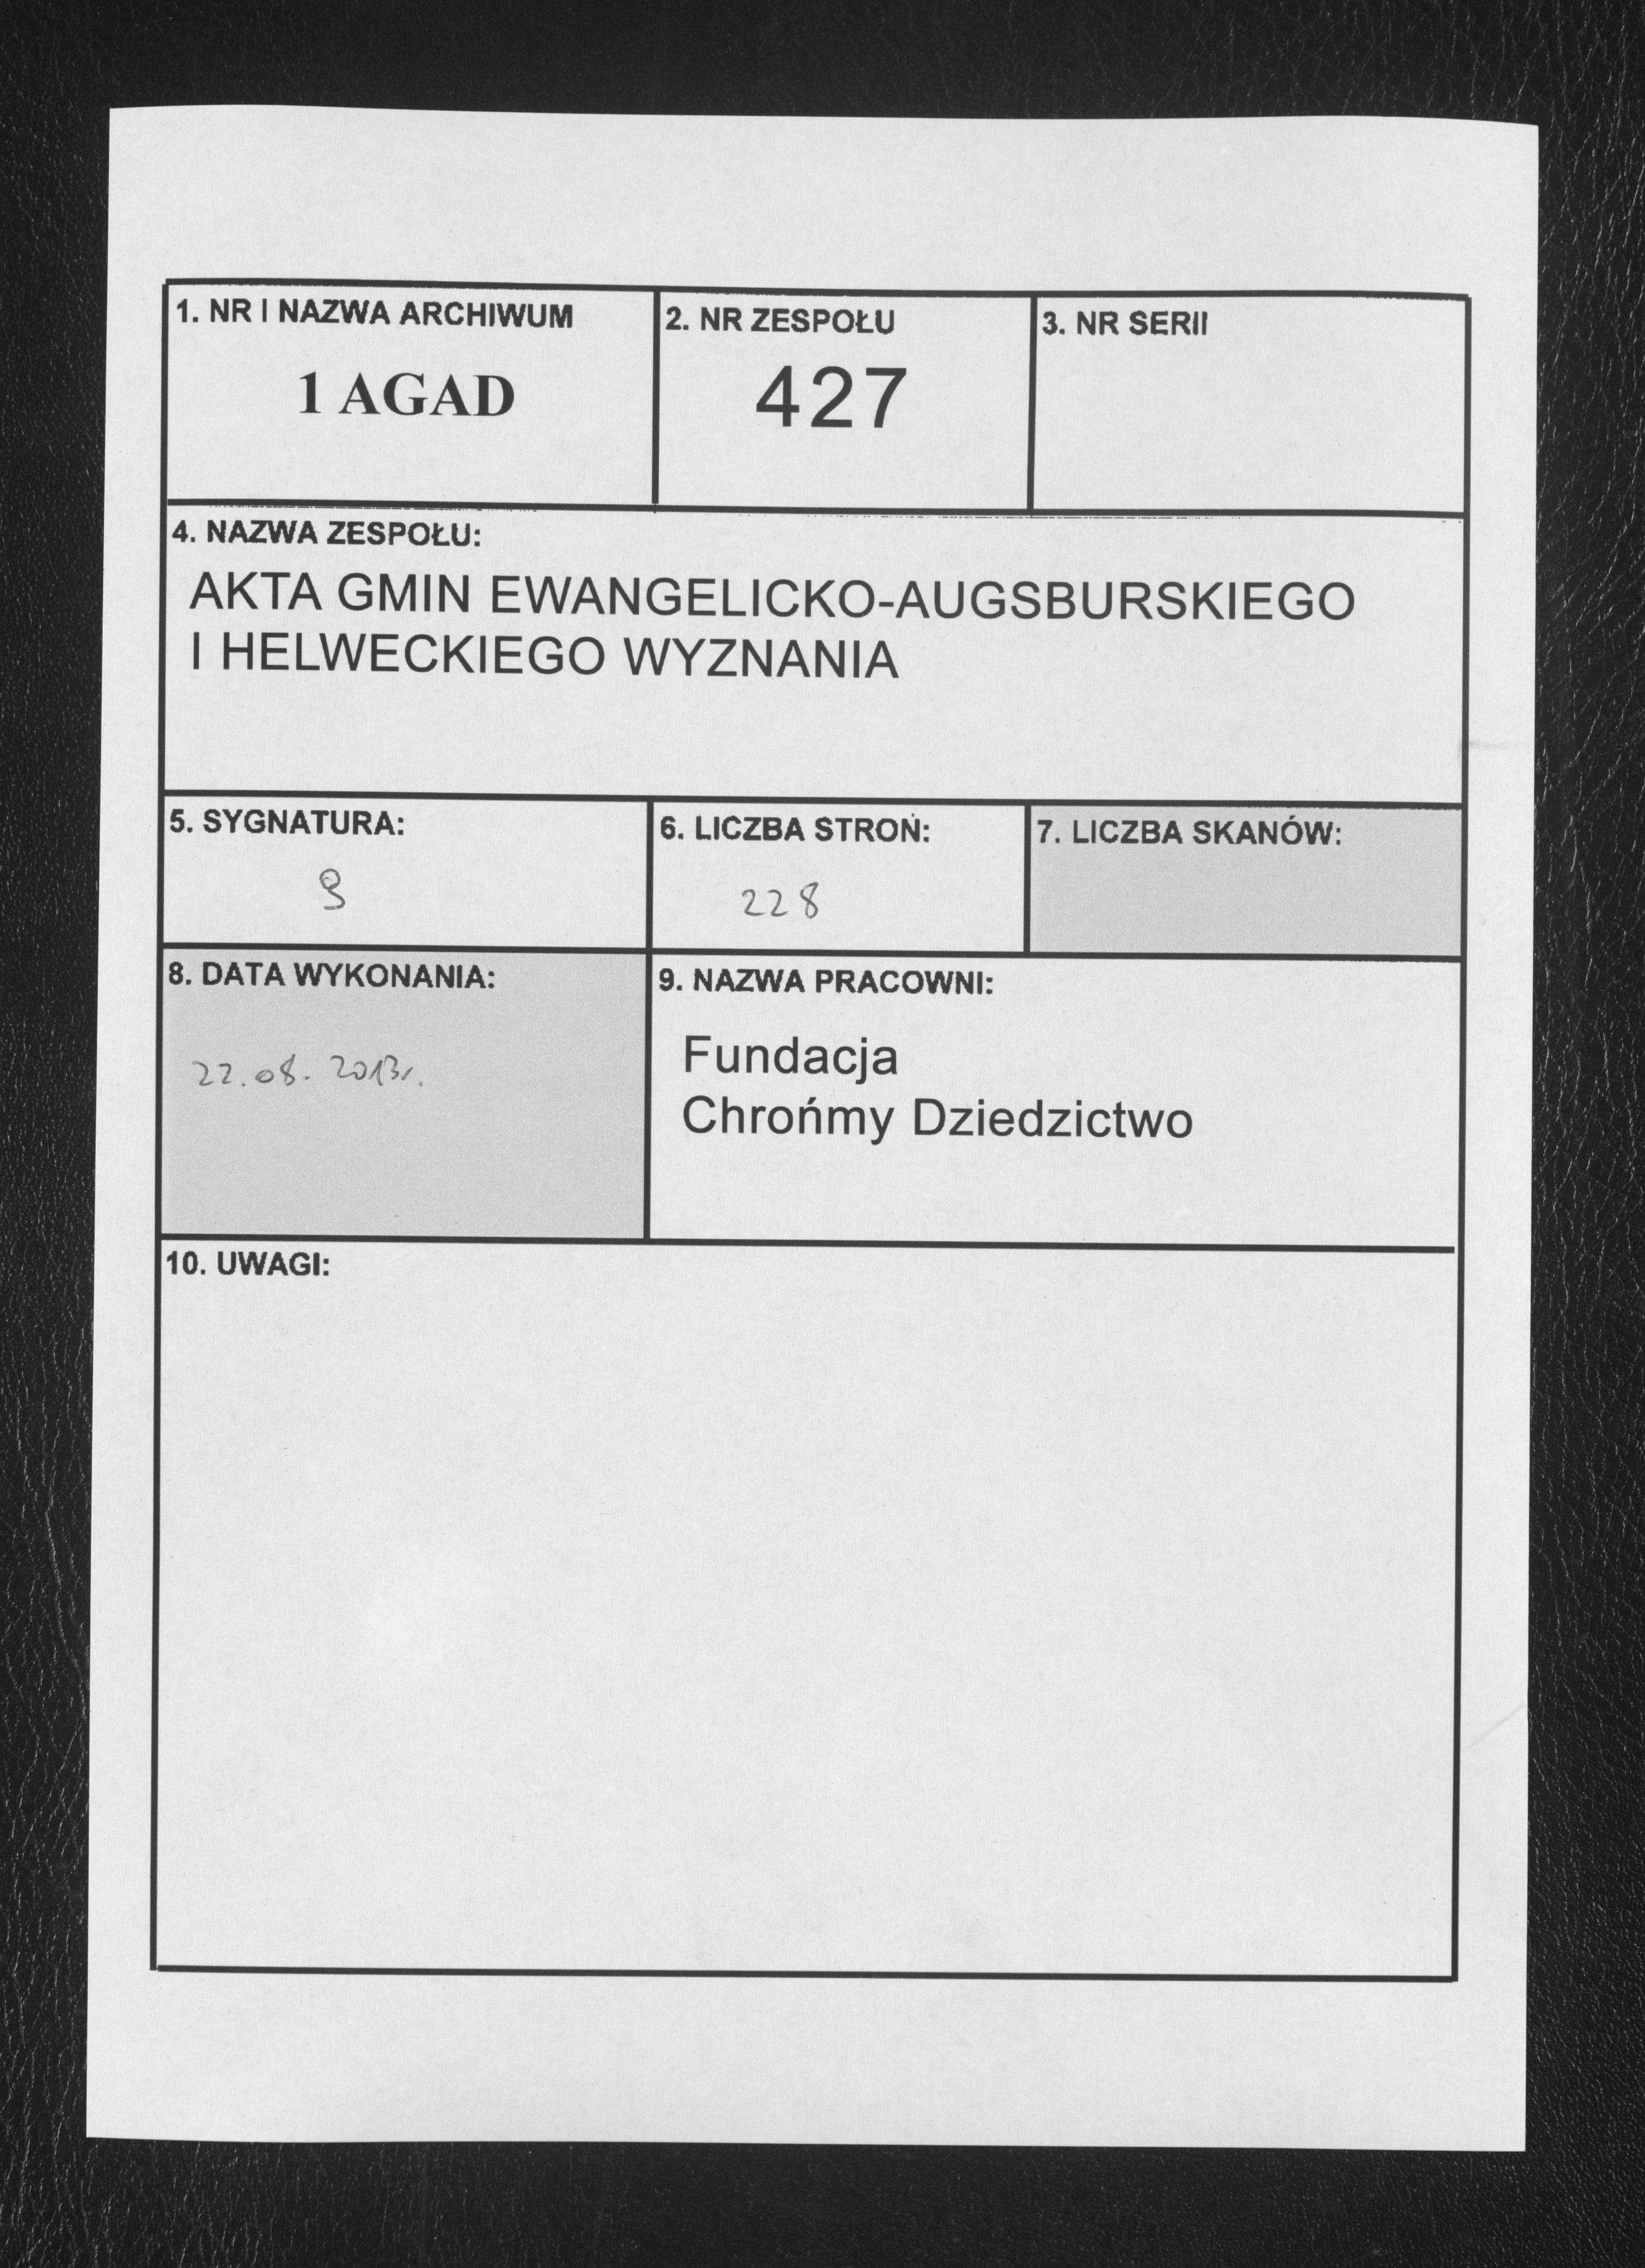 1. NR I NAZWA ARCHIWUM
1 AGAD
2. NR ZESPOŁU
427
3. NR SERII
4. NAZWA ZESPOŁU:
AKTA GMIN EWANGELICKO-AUGSBURSKIEGO
I HELWECKIEGO WYZNANIA
5. SYGNATURA:
9
6. LICZBA STRON:
228
7. LICZBA SKANÓW:
8. DATA WYKONANIA:
22.08.2013r.
9. NAZWA PRACOWNI:
Fundacja
Chrońmy Dziedzictwo
10. UWAGI: